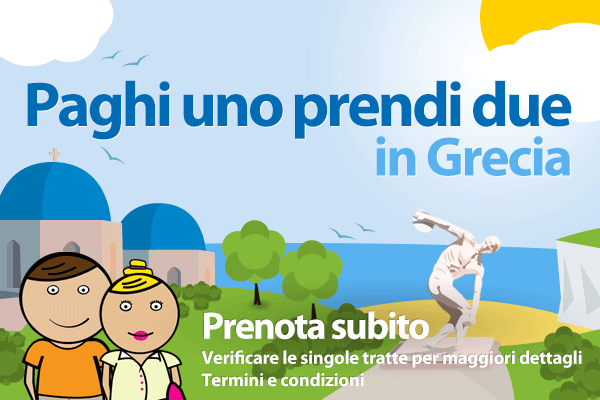 Paghi uno prendi due
in Grecia
Prenota subito
Verificare le singole tratte per maggiori dettagli
Termini e condizioni